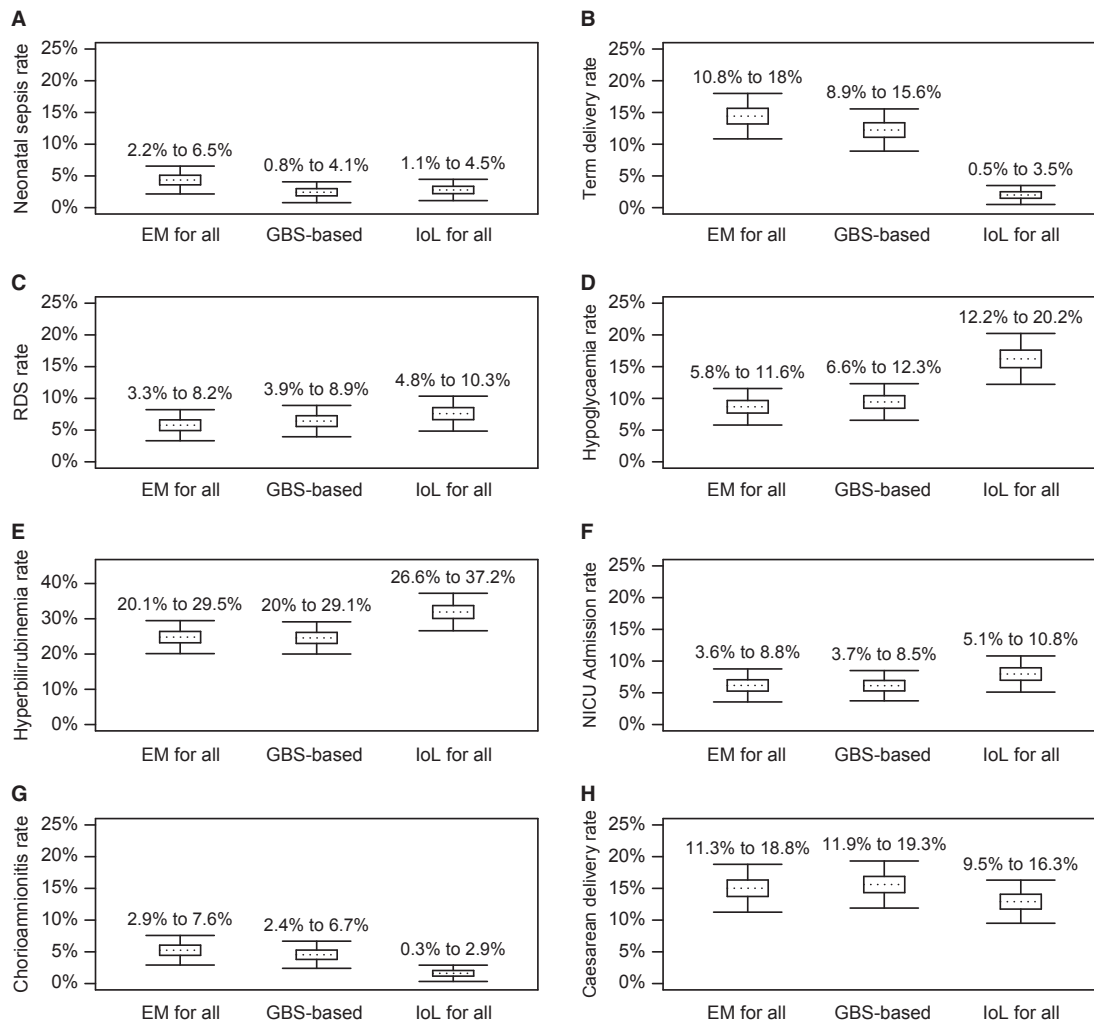 A
Neonatal sepsis rate
25%
20%
15%
10%
5%
0%
2.2% to 6.5%
0.8% to 4.1%
1.1% to 4.5%
EM for all
GBS-based
IoL for all
B
Term delivery rate
25%
20%
15%
10%
5%
0%
10.8% to 18%
8.9% to 15.6%
0.5% to 3.5%
EM for all
GBS-based
IoL for all
C
RDS rate
25%
20%
15%
10%
5%
0%
3.3% to 8.2%
3.9% to 8.9%
4.8% to 10.3%
EM for all
GBS-based
IoL for all
D
Hypoglycaemia rate
25%
20%
15%
10%
5%
0%
5.8% to 11.6%
6.6% to 12.3%
12.2% to 20.2%
EM for all
GBS-based
IoL for all
E
Hyperbilirubinemia rate
40%
30%
20%
10%
0%
20.1% to 29.5%
20% to 29.1%
26.6% to 37.2%
EM for all
GBS-based
IoL for all
F
NICU Admission rate
25%
20%
15%
10%
5%
0%
3.6% to 8.8%
3.7% to 8.5%
5.1% to 10.8%
EM for all
GBS-based
IoL for all
G
Chorioamnionitis rate
25%
20%
15%
10%
5%
0%
2.9% to 7.6%
2.4% to 6.7%
0.3% to 2.9%
EM for all
GBS-based
IoL for all
H
Caesarean delivery rate
25%
20%
15%
10%
5%
0%
11.3% to 18.8%
11.9% to 19.3%
9.5% to 16.3%
EM for all
GBS-based
IoL for all